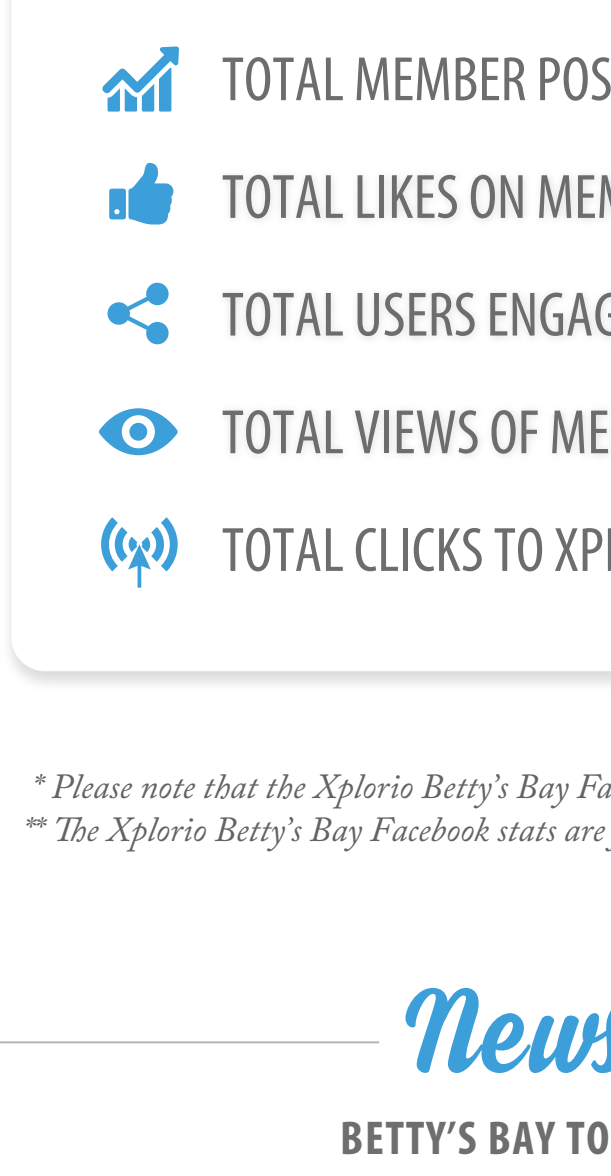 TOTAL MEMBER POS
TOTAL LIKES ON MEM
TOTAL USERS ENGAG
TOTAL VIEWS OF ME
TOTAL CLICKS TO XP
* Please note that the Xplorio Betty’s Bay Fa
** The Xplorio Betty’s Bay Facebook stats are
News
BETTY’S BAY TO